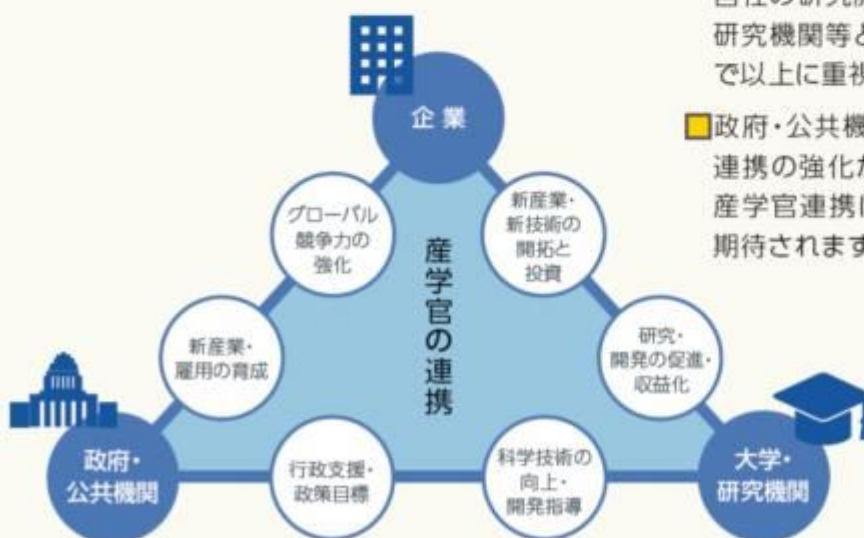 研究機関等と
で以上に重視
政府・公共機
連携の強化が
産学官連携に
期待されます
企業
グローバル
競争力の
強化
新産業・
新技術の
開拓と
投資
産学官の連携
新産業・
雇用の育成
研究・
開発の促進・
収益化
政府・
公共機関
行政支援・
政策目標
科学技術の
向上・
開発指導
大学・
研究機関